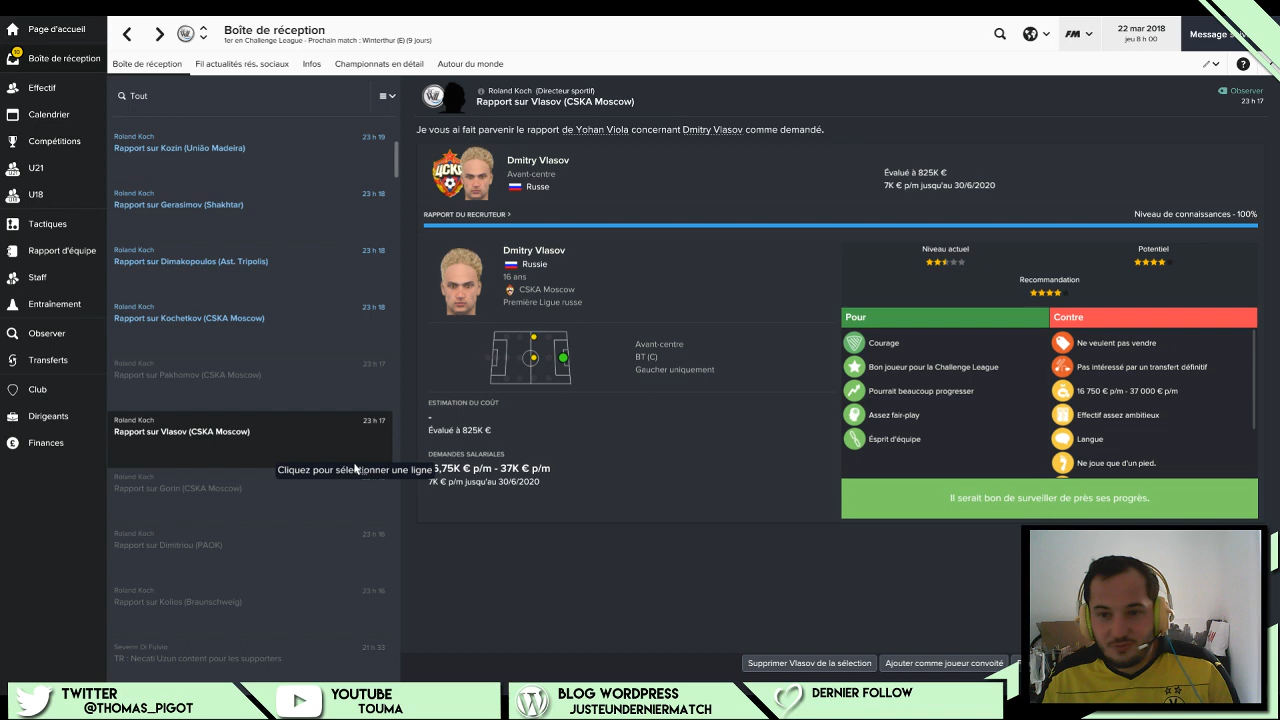 Page d'accueil
10
Boîte de réception
Effectif
Calendrier
Compétitions
U21
U18
Tactiques
Rapport d'équipe
Staff
Entrainement
Observer
Transferts
Club
Dirigeants
Finances
Boîte de réception
1er en Challenge League - Prochain match : Winterthur (E) (9 jours)
FM
22 mar 2018
jeu 8 h 00
Message
Boîte de réception
Fil actualités rés. sociaux
Infos
Championnats en détail
Autour du monde
?
Tout
Roland Koch
23 h 19
Rapport sur Kozin (União Madeira)
Roland Koch
23 h 18
Rapport sur Gerasimov (Shakhtar)
Roland Koch
23 h 18
Rapport sur Dimakopoulos (Ast. Tripolis)
Roland Koch
23 h 18
Rapport sur Kochetkov (CSKA Moscow)
Roland Koch
23 h 17
Rapport sur Pakhomov (CSKA Moscow)
Roland Koch
23 h 17
Rapport sur Vlasov (CSKA Moscow)
Cliquez pour sélectionner une ligne
Roland Koch
Rapport sur Gorin (CSKA Moscow)
Roland Koch
23 h 16
Rapport sur Dimitriou (PAOK)
Roland Koch
23 h 16
Rapport sur Kolios (Braunschweig)
Severin Di Fulvio
21 h 33
TR : Necati Uzun content pour les supporters
Roland Koch (Directeur sportif)
Rapport sur Vlasov (CSKA Moscow)
Observer
23 h 17
Je vous ai fait parvenir le rapport de Yohan Viola concernant Dmitry Vlasov comme demandé.
Dmitry Vlasov
Avant-centre
Russe
Évalué à 825K €
7K € p/m jusqu'au 30/6/2020
RAPPORT DU RECRUTEUR >
Niveau de connaissances - 100%
Dmitry Vlasov
Russie
16 ans
CSKA Moscow
Première Ligue russe
Niveau actuel
Potentiel
Recommandation
Avant-centre
BT (C)
Gaucher uniquement
ESTIMATION DU COÛT
-
Évalué à 825K €
DEMANDES SALARIALES
6,75K € p/m - 37K € p/m
7K € p/m jusqu'au 30/6/2020
Pour
Courage
Bon joueur pour la Challenge League
Pourrait beaucoup progresser
Assez fair-play
Esprit d'équipe
Contre
Ne veulent pas vendre
Pas intéressé par un transfert définitif
16 750 € p/m - 37 000 € p/m
Effectif assez ambitieux
Langue
Ne joue que d'un pied.
Il serait bon de surveiller de près ses progrès.
Supprimer Vlasov de la sélection
Ajouter comme joueur convoité
TWITTER
@THOMAS_PIGOT
YOUTUBE
TOUMA
BLOG WORDPRESS
JUSTEUNDERNIERMATCH
DERNIER FOLLOW